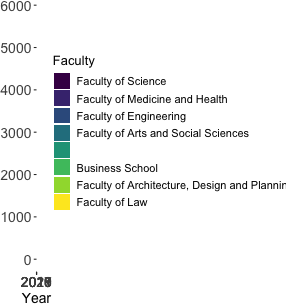 6000
5000
4000
3000
2000
1000
0
Faculty
Faculty of Science
Faculty of Medicine and Health
Faculty of Engineering
Faculty of Arts and Social Sciences
Business School
Faculty of Architecture, Design and Plannin
Faculty of Law
Year